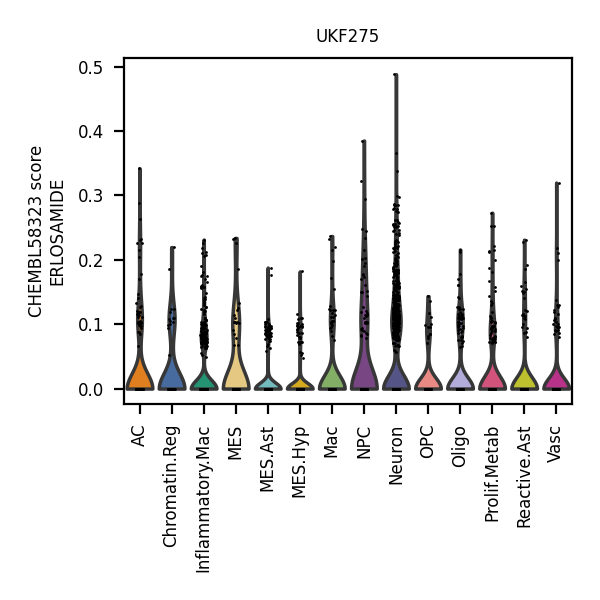 UKF275
CHEMBL58323 score
ERLOSAMIDE
0.5
0.4
0.3
0.2
0.1
0.0
AC
Chromatin.Reg
Inflammatory.Mac
MES
MES.Ast
MES.Hyp
Mac
NPC
Neuron
OPC
Oligo
Prolif.Metab
Reactive.Ast
Vasc